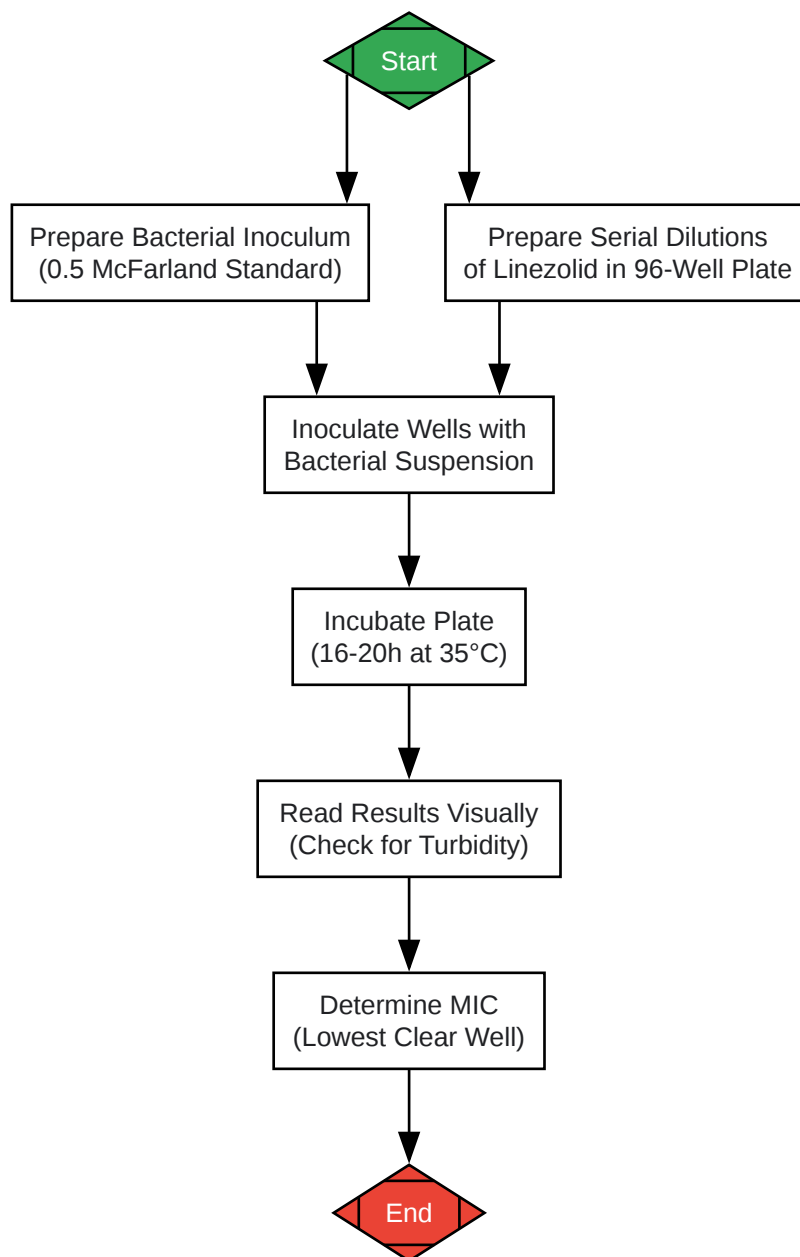 Start
Prepare Bacterial Inoculum
(0.5 McFarland Standard)
Prepare Serial Dilutions
of Linezolid in 96-Well Plate
Inoculate Wells with
Bacterial Suspension
Incubate Plate
(16-20h at 35°C)
Read Results Visually
(Check for Turbidity)
Determine MIC
(Lowest Clear Well)
End